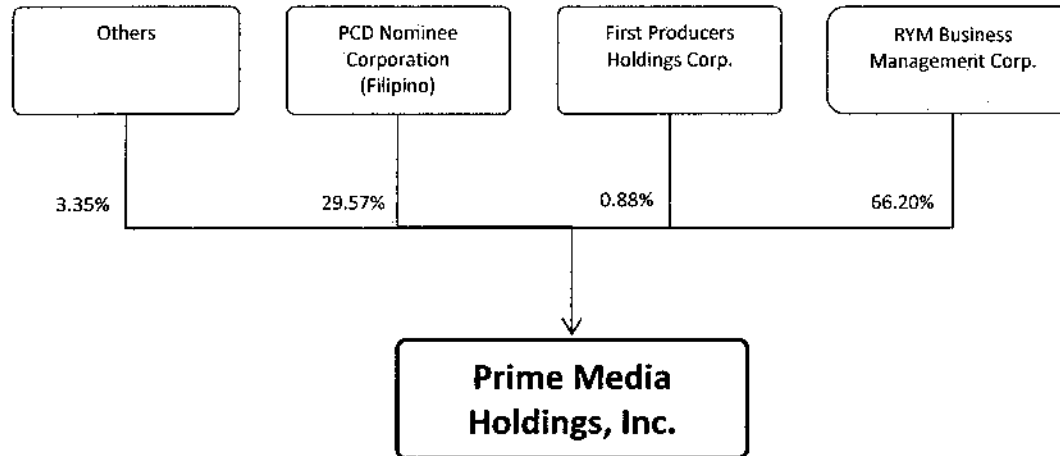 Others
PCD Nominee
Corporation
(Filipino)
First Producers
Holdings Corp.
RYM Business
Management Corp.
3.35%
29.57%
0.88%
66.20%
Prime Media
Holdings, Inc.